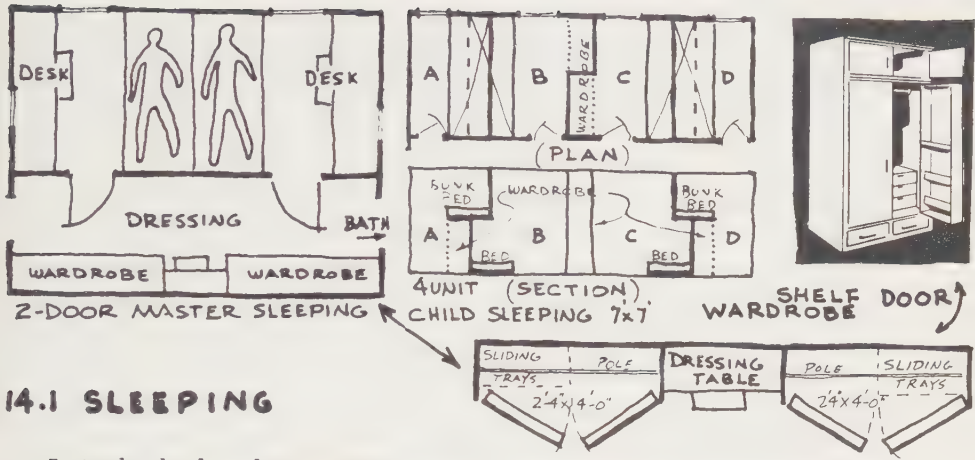 DESK
DESK
DRESSING
BATH
WARDROBE
WARDROBE
2-DOOR MASTER SLEEPING
A
B
WARDROBE
C
D
(PLAN)
BUNK BED
WARDROBE
BUNK BED
A
B
C
D
BED
BED
4 UNIT (SECTION)
CHILD SLEEPING 7'x7'
SHELF DOOR
WARDROBE
SLIDING
TRAYS
POLE
2'4"x4'-0"
DRESSING
TABLE
POLE
SLIDING
TRAYS
2'4"x4'-0"
14.1 SLEEPING